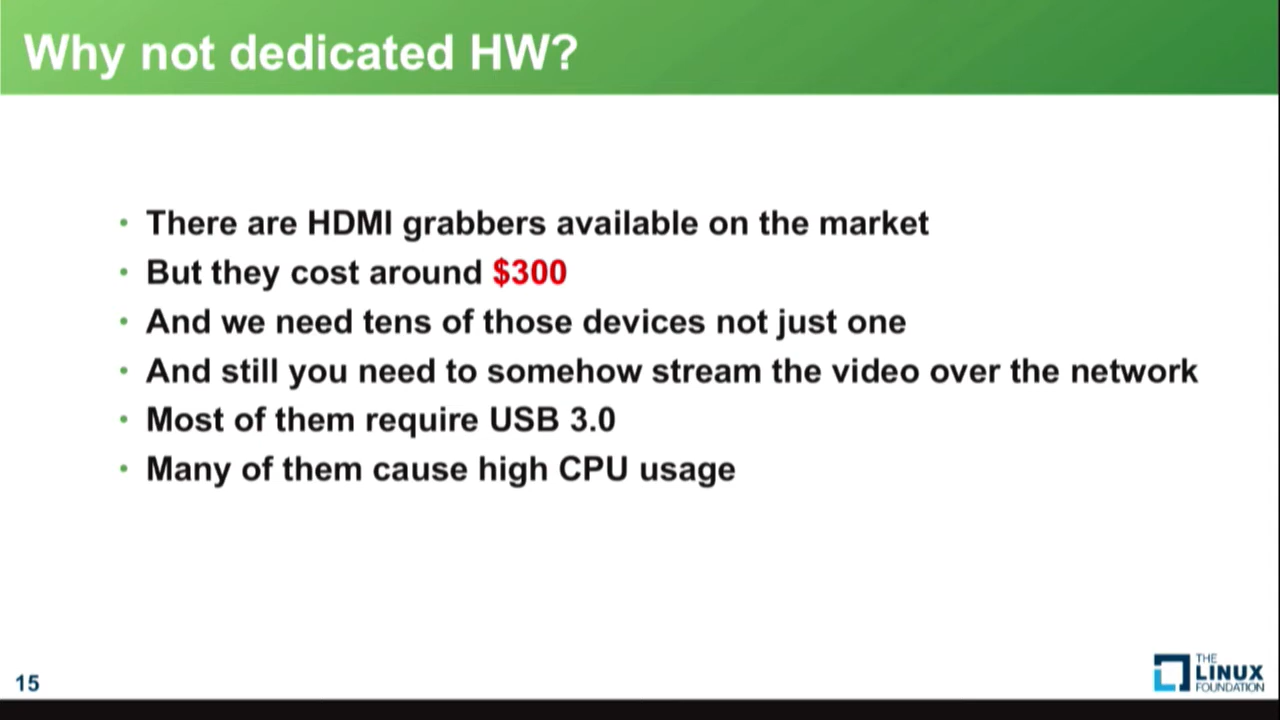 Why not dedicated HW?
• There are HDMI grabbers available on the market
• But they cost around $300
• And we need tens of those devices not just one
• And still you need to somehow stream the video over the network
• Most of them require USB 3.0
• Many of them cause high CPU usage
15
THE
LINUX
FOUNDATION